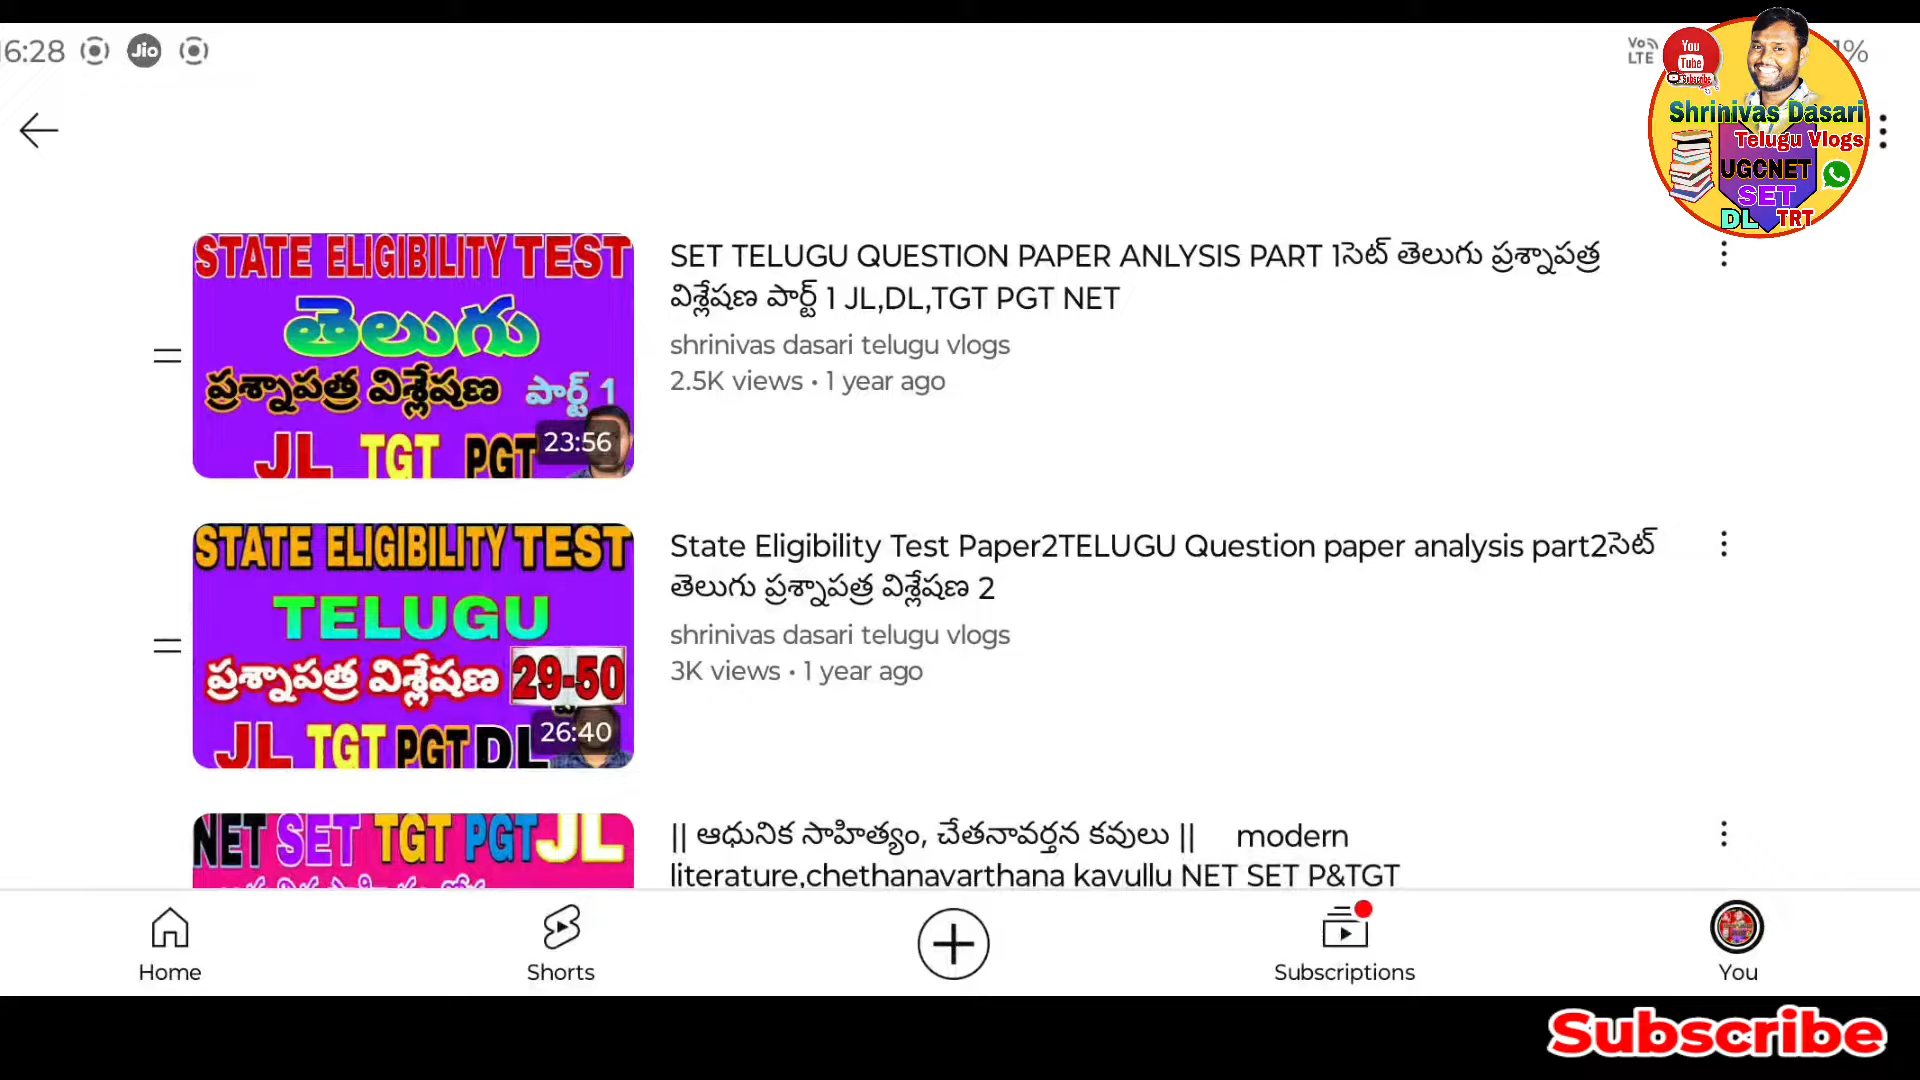 6:28 Jio
Vo LTE
%
You
Tube
Subscribe
Shrinivas Dasari
Telugu Vlogs
UGCNET
SET
DL TRT
STATE ELIGIBILITY TEST
తెలుగు
ప్రశ్నాపత్ర విశ్లేషణ పార్ట్ 1
JL TGT PGT
23:56
SET TELUGU QUESTION PAPER ANLYSIS PART 1సెట్ తెలుగు ప్రశ్నాపత్ర
విశ్లేషణ పార్ట్ 1 JL,DL,TGT PGT NET
shrinivas dasari telugu vlogs
2.5K views • 1 year ago
STATE ELIGIBILITY TEST
TELUGU
ప్రశ్నాపత్ర విశ్లేషణ 29-50
JL TGT PGT DL
26:40
State Eligibility Test Paper2TELUGU Question paper analysis part2సెట్
తెలుగు ప్రశ్నాపత్ర విశ్లేషణ 2
shrinivas dasari telugu vlogs
3K views • 1 year ago
NET SET TGT PGT JL
|| ఆధునిక సాహిత్యం, చేతనావర్తన కవులు || modern
literature,chethanavarthana kavullu NET SET P&TGT
Home
Shorts
Subscriptions
You
Subscribe